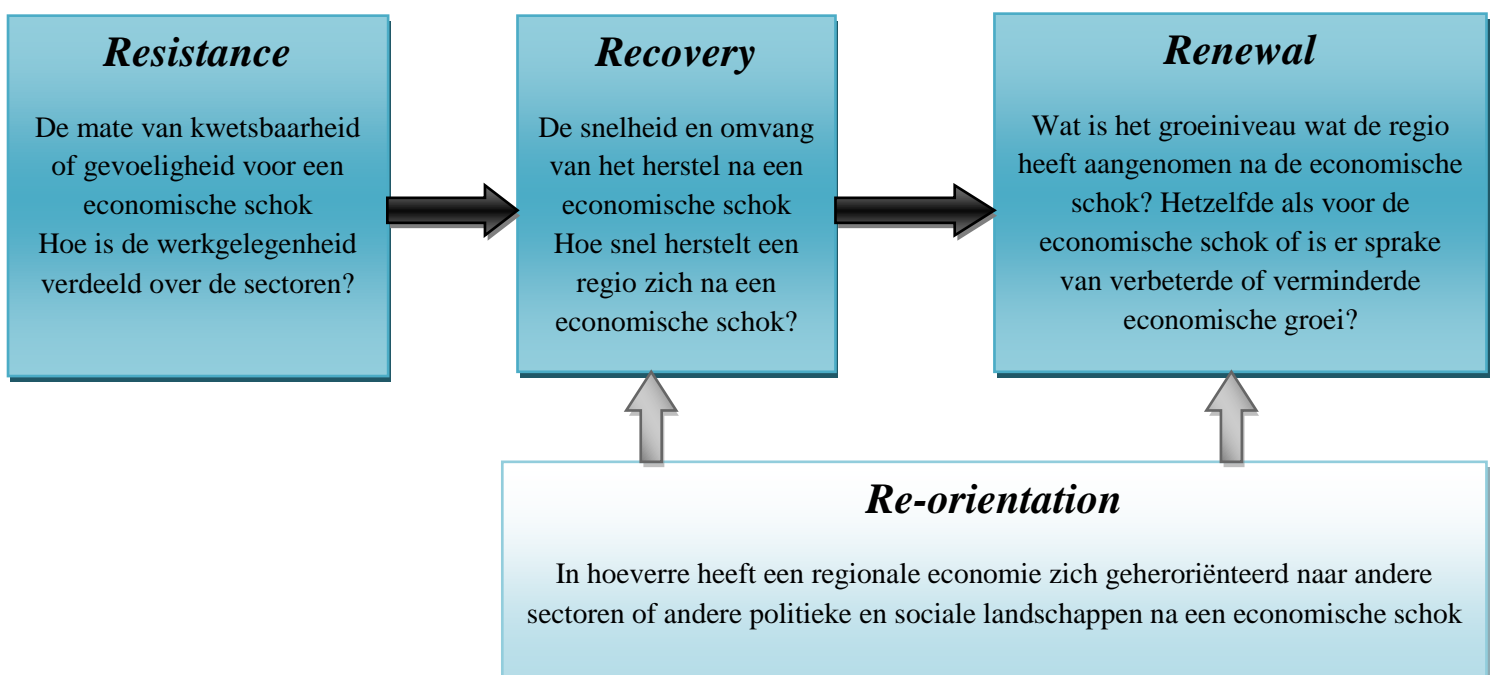 Resistance
De mate van kwetsbaarheid
of gevoeligheid voor een
economische schok
Hoe is de werkgelegenheid
verdeeld over de sectoren?
Recovery
De snelheid en omvang
van het herstel na een
economische schok
Hoe snel herstelt een
regio zich na een
economische schok?
Renewal
Wat is het groeiniveau wat de regio
heeft aangenomen na de economische
schok? Hetzelfde als voor de
economische schok of is er sprake
van verbeterde of verminderde
economische groei?
Re-orientation
In hoeverre heeft een regionale economie zich geheroriënteerd naar andere
sectoren of andere politieke en sociale landschappen na een economische schok